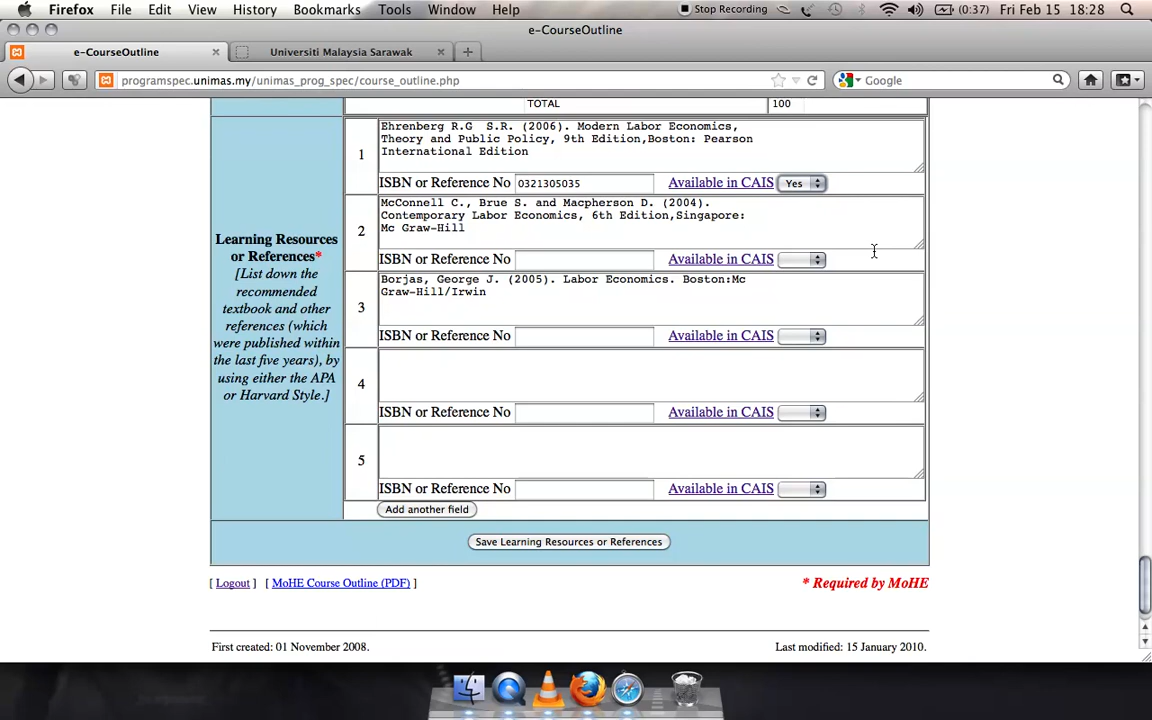 Firefox File Edit View History Bookmarks Tools Window Help Stop Recording (0:37) Fri Feb 15 18:28
e-CourseOutline
e-CourseOutline Universiti Malaysia Sarawak
programspec.unimas.my/unimas_prog_spec/course_outline.php Google
TOTAL 100
1
Ehrenberg R.G S.R. (2006). Modern Labor Economics,
Theory and Public Policy, 9th Edition,Boston: Pearson
International Edition
ISBN or Reference No 0321305035 Available in CAIS Yes
2
McConnell C., Brue S. and Macpherson D. (2004).
Contemporary Labor Economics, 6th Edition,Singapore:
Mc Graw-Hill
ISBN or Reference No Available in CAIS
3
Borjas, George J. (2005). Labor Economics. Boston:Mc
Graw-Hill/Irwin
ISBN or Reference No Available in CAIS
4
ISBN or Reference No Available in CAIS
5
ISBN or Reference No Available in CAIS
Add another field
Learning Resources
or References*
[List down the
recommended
textbook and other
references (which
were published within
the last five years), by
using either the APA
or Harvard Style.]
Save Learning Resources or References
[ Logout ] [ MoHE Course Outline (PDF) ] * Required by MoHE
First created: 01 November 2008. Last modified: 15 January 2010.